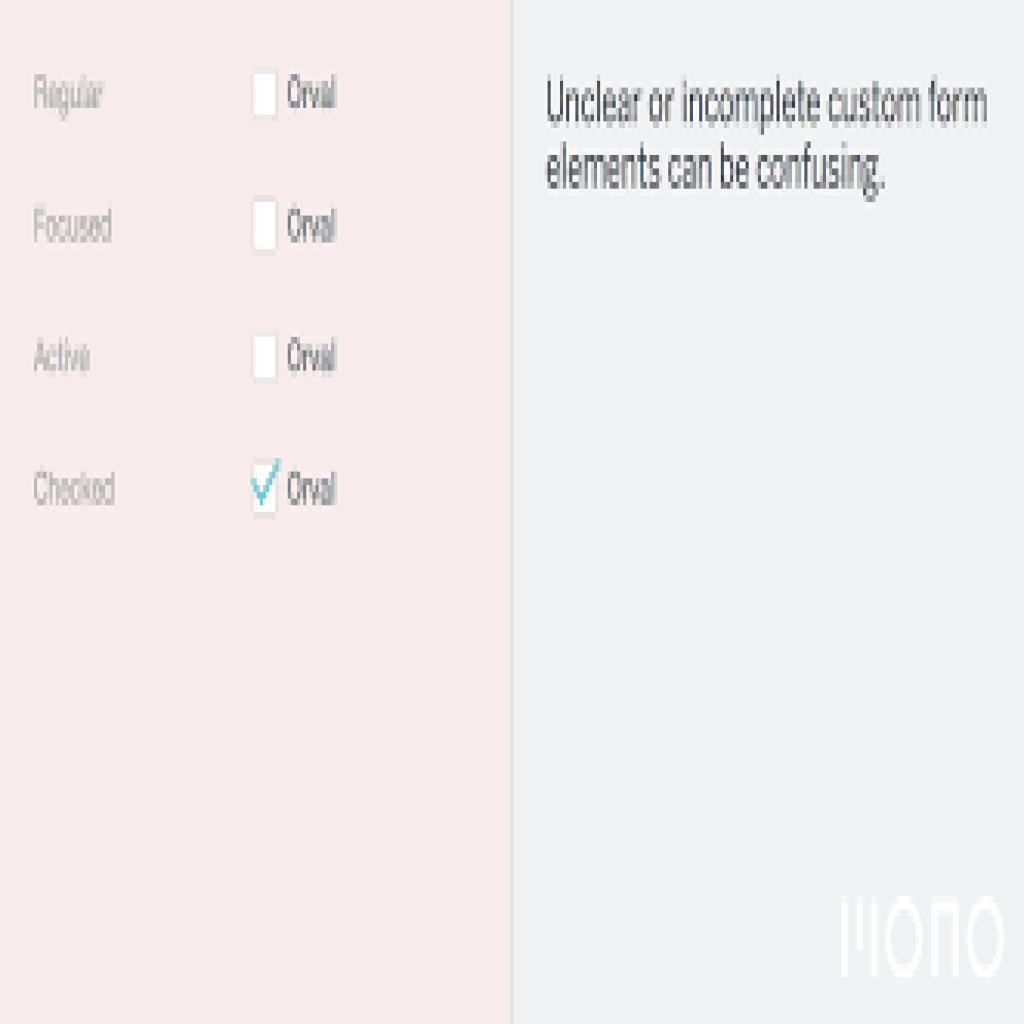 Regular Orval
Focused Orval
Active Orval
Checked Orval
Unclear or incomplete custom form
elements can be confusing.
MONO